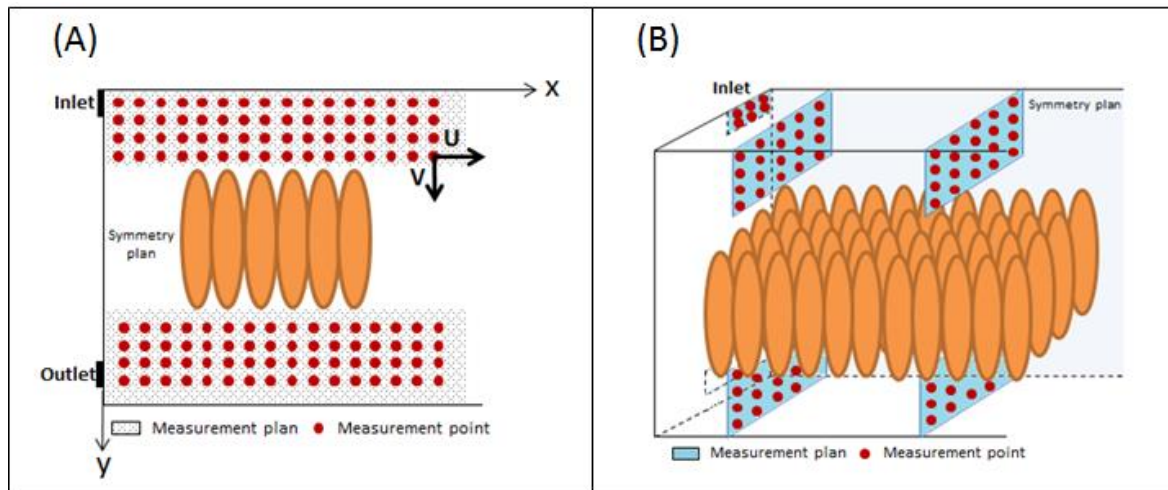 (A)
Inlet
x
U
V
Symmetry
plan
Outlet
Measurement plan
Measurement point
y
(B)
Inlet
Symmetry plan
Measurement plan
Measurement point